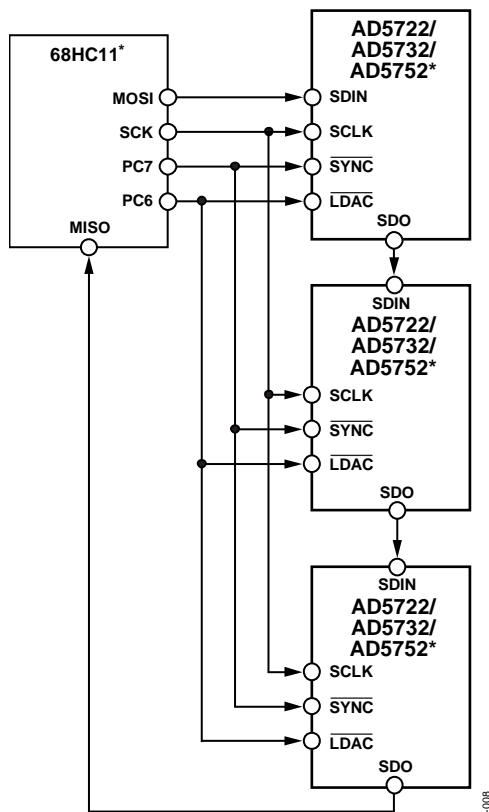 68HC11*
MOSI
SCK
PC7
PC6
MISO
AD5722/
AD5732/
AD5752*
SDIN
SCLK
SYNC
LDAC
SDO
SDIN
AD5722/
AD5732/
AD5752*
SCLK
SYNC
LDAC
SDO
SDIN
AD5722/
AD5732/
AD5752*
SCLK
SYNC
LDAC
SDO
-008